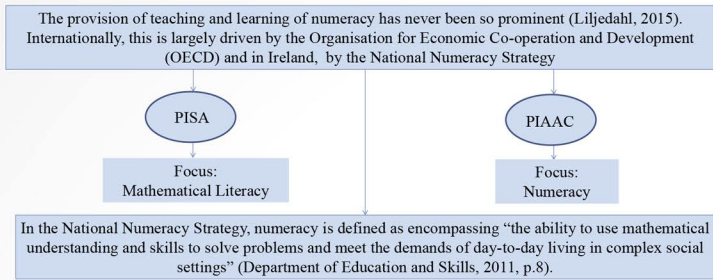 The provision of teaching and learning of numeracy has never been so prominent (Liljedahl, 2015).
Internationally, this is largely driven by the Organisation for Economic Co-operation and Development
(OECD) and in Ireland, by the National Numeracy Strategy
PISA
PIAAC
Focus:
Mathematical Literacy
Focus:
Numeracy
In the National Numeracy Strategy, numeracy is defined as encompassing “the ability to use mathematical
understanding and skills to solve problems and meet the demands of day-to-day living in complex social
settings” (Department of Education and Skills, 2011, p.8).